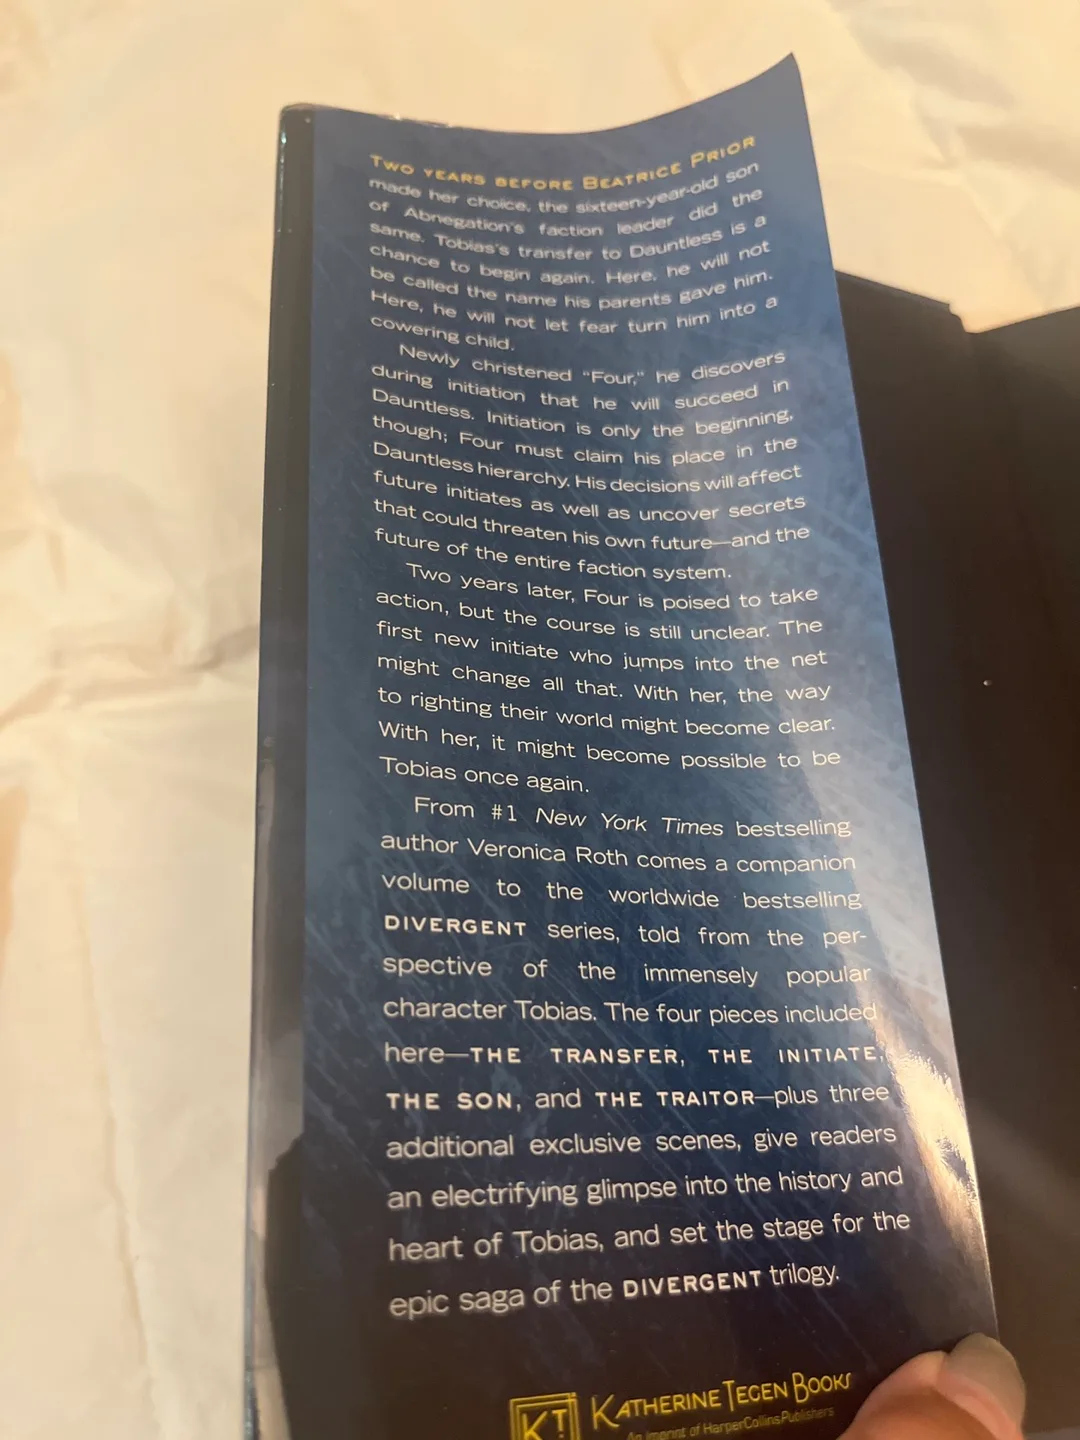 TWO YEARS BEFORE BEATRICE PRIOR
made her choice, the sixteen-year-old son
of Abnegation's faction leader did the
same. Tobias's transfer to Dauntless is a
chance to begin again. Here, he will not
be called the name his parents gave him.
Here, he will not let fear turn him into a
cowering child.
Newly christened "Four," he discovers
during initiation that he will succeed in
Dauntless. Initiation is only the beginning,
though; Four must claim his place in the
Dauntless hierarchy. His decisions will affect
future initiates as well as uncover secrets
that could threaten his own future—and the
future of the entire faction system.
Two years later, Four is poised to take
action, but the course is still unclear. The
first new initiate who jumps into the net
might change all that. With her, the way
to righting their world might become clear.
With her, it might become possible to be
Tobias once again.
From #1 New York Times bestselling
author Veronica Roth comes a companion
volume to the worldwide bestselling
DIVERGENT series, told from the per-
spective of the immensely popular
character Tobias. The four pieces included
here—THE TRANSFER, THE INITIATE,
THE SON, and THE TRAITOR—plus three
additional exclusive scenes, give readers
an electrifying glimpse into the history and
heart of Tobias, and set the stage for the
epic saga of the DIVERGENT trilogy.
KT KATHERINE TEGEN BOOKS
An Imprint of HarperCollinsPublishers